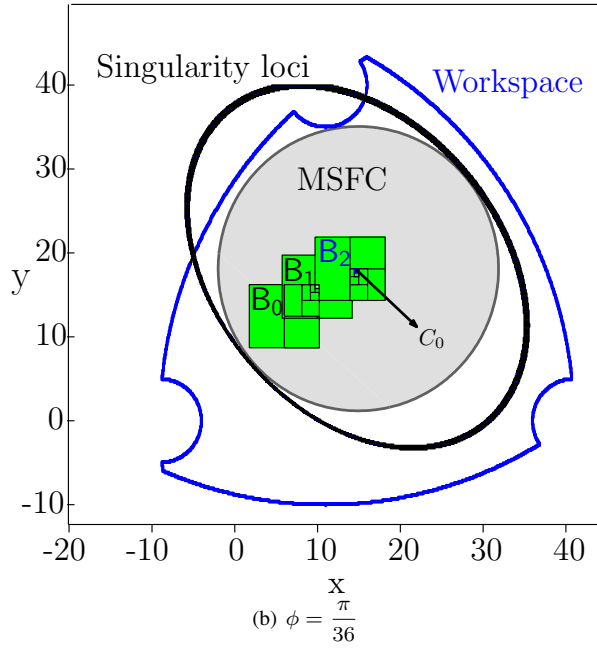 Singularity loci
Workspace
MSFC
B₂
B₁
B₀
C₀
y
40
30
20
10
0
-10
-20 -10 0 10 20 30 40
x
(b) ϕ = π/36